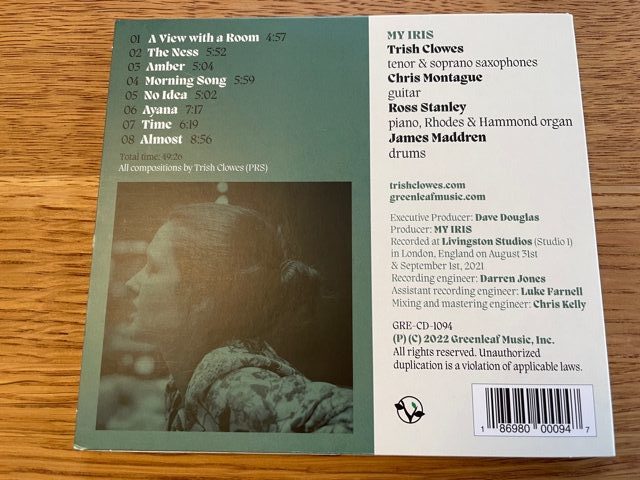 01 A View with a Room 4:57
02 The Ness 5:52
03 Amber 5:04
04 Morning Song 5:59
05 No Idea 5:02
06 Ayana 7:17
07 Time 6:19
08 Almost 8:56
Total time: 49:26
All compositions by Trish Clowes (PRS)
MY IRIS
Trish Clowes
tenor & soprano saxophones
Chris Montague
guitar
Ross Stanley
piano, Rhodes & Hammond organ
James Maddren
drums
trishclowes.com
greenleafmusic.com
Executive Producer: Dave Douglas
Producer: MY IRIS
Recorded at Livingston Studios (Studio 1)
in London, England on August 31st
& September 1st, 2021
Recording engineer: Darren Jones
Assistant recording engineer: Luke Farnell
Mixing and mastering engineer: Chris Kelly
GRE-CD-1094
(P) (C) 2022 Greenleaf Music, Inc.
All rights reserved. Unauthorized
duplication is a violation of applicable laws.
1 86980 00094 7